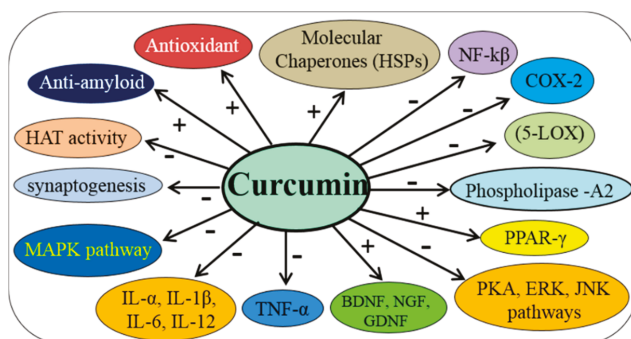 Antioxidant
Molecular
Chaperones (HSPs)
NF-kβ
Anti-amyloid
COX-2
+
+
+
-
-
+
-
HAT activity
-
(5-LOX)
synaptogenesis
-
Curcumin
-
Phospholipase -A2
+
MAPK pathway
-
-
-
+
-
PPAR-γ
IL-α, IL-1β,
IL-6, IL-12
TNF-α
BDNF, NGF,
GDNF
PKA, ERK, JNK
pathways